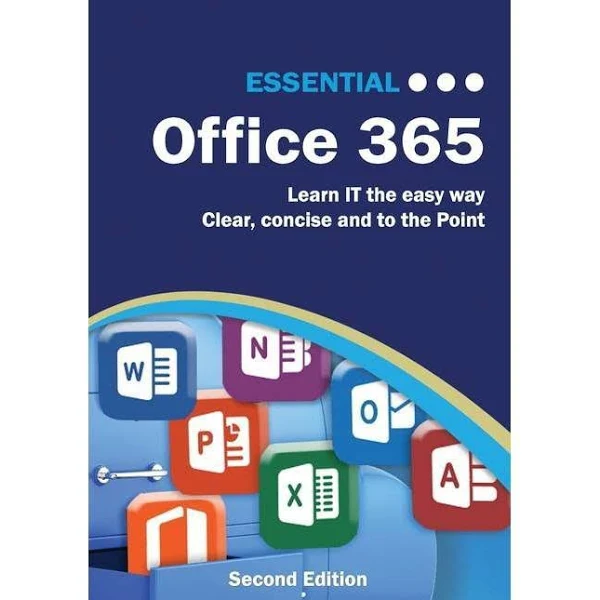 ESSENTIAL
Office 365
Learn IT the easy way
Clear, concise and to the Point
N
W
O
P
A
X
Second Edition